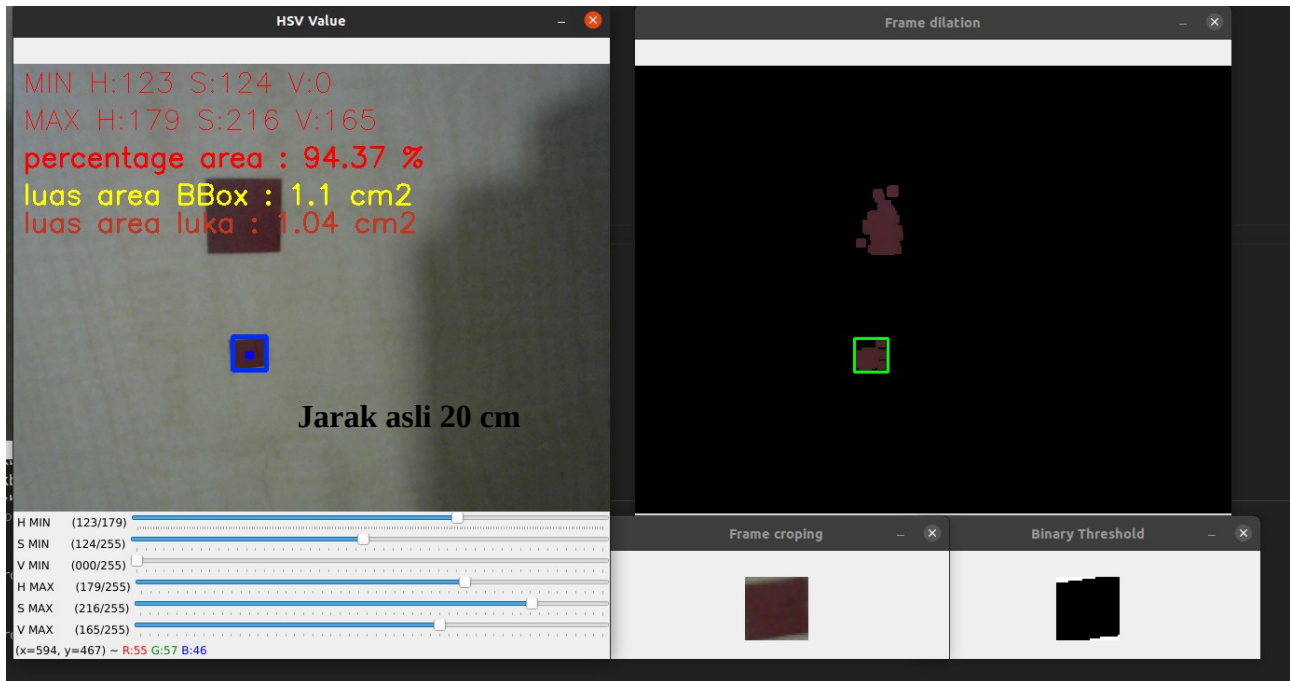 HSV Value
MIN H:123 S:124 V:0
MAX H:179 S:216 V:165
percentage area : 94.37 %
luas area BBox : 1.1 cm2
luas area luka : 1.04 cm2
Jarak asli 20 cm
H MIN (123/179)
S MIN (124/255)
V MIN (000/255)
H MAX (179/255)
S MAX (216/255)
V MAX (165/255)
(x=594, y=467) ~ R:55 G:57 B:46
Frame dilation
Frame croping
Binary Threshold